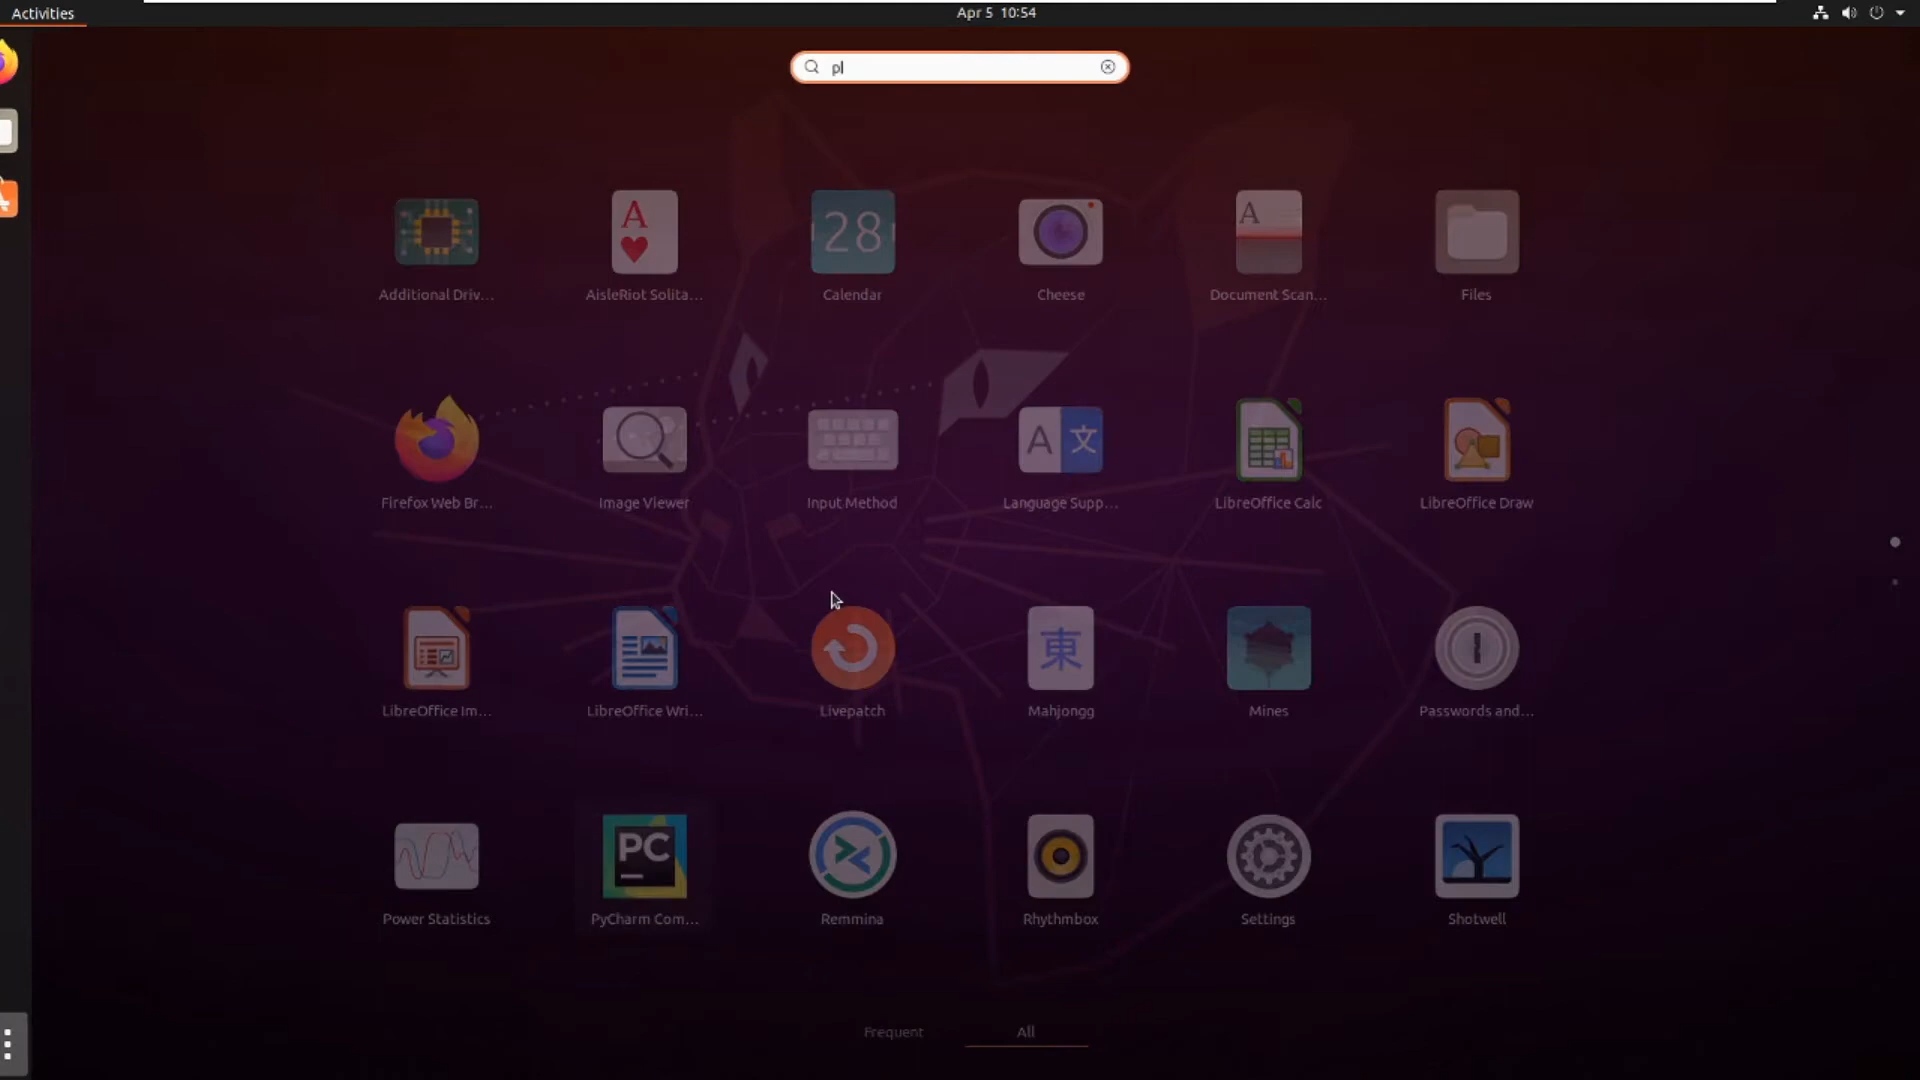 Activities
Apr 5 10:54
pl
Additional Driv...
AisleRiot Solita...
28
Calendar
Cheese
A
Document Scan...
Files
Firefox Web Br...
Image Viewer
Input Method
A 文
Language Supp...
LibreOffice Calc
LibreOffice Draw
LibreOffice Im...
LibreOffice Wri...
Livepatch
東
Mahjongg
Mines
Passwords and...
Power Statistics
PC
PyCharm Com...
Remmina
Rhythmbox
Settings
Shotwell
Frequent
All